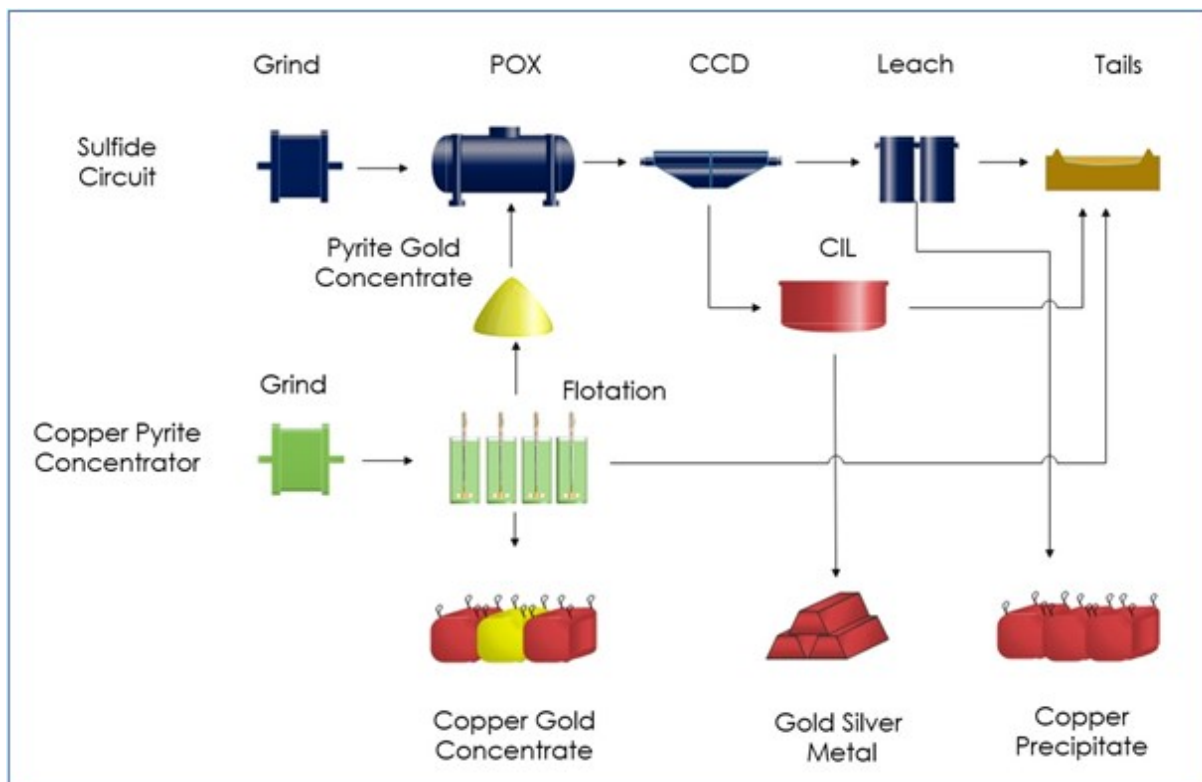 Grind
POX
CCD
Leach
Tails
Sulfide
Circuit
Pyrite Gold
Concentrate
CIL
Grind
Flotation
Copper Pyrite
Concentrator
Copper Gold
Concentrate
Gold Silver
Metal
Copper
Precipitate